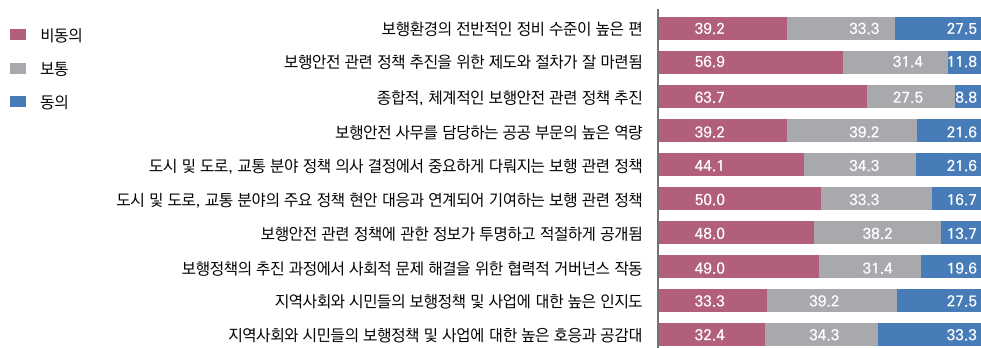 비동의
보통
동의
보행환경의 전반적인 정비 수준이 높은 편 39.2 33.3 27.5
보행안전 관련 정책 추진을 위한 제도와 절차가 잘 마련됨 56.9 31.4 11.8
종합적, 체계적인 보행안전 관련 정책 추진 63.7 27.5 8.8
보행안전 사무를 담당하는 공공 부문의 높은 역량 39.2 39.2 21.6
도시 및 도로, 교통 분야 정책 의사 결정에서 중요하게 다뤄지는 보행 관련 정책 44.1 34.3 21.6
도시 및 도로, 교통 분야의 주요 정책 현안 대응과 연계되어 기여하는 보행 관련 정책 50.0 33.3 16.7
보행안전 관련 정책에 관한 정보가 투명하고 적절하게 공개됨 48.0 38.2 13.7
보행정책의 추진 과정에서 사회적 문제 해결을 위한 협력적 거버넌스 작동 49.0 31.4 19.6
지역사회와 시민들의 보행정책 및 사업에 대한 높은 인지도 33.3 39.2 27.5
지역사회와 시민들의 보행정책 및 사업에 대한 높은 호응과 공감대 32.4 34.3 33.3